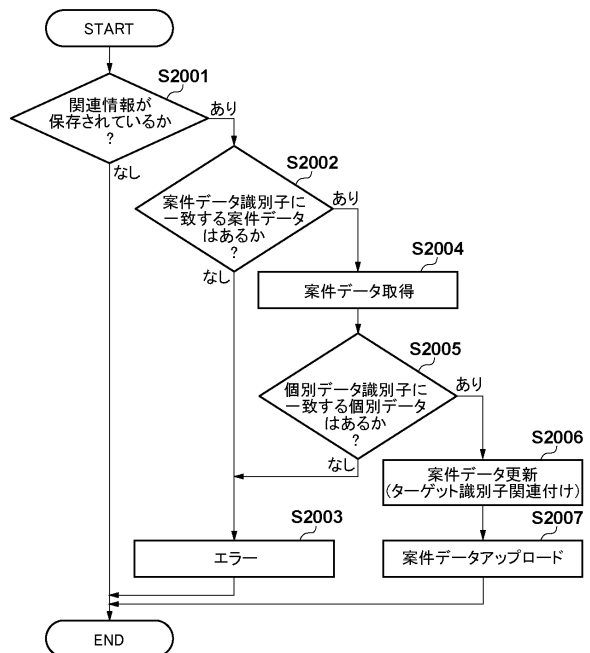 START
S2001
関連情報が
保存されているか
?
あり
なし
S2002
案件データ識別子に
一致する案件データ
はあるか
?
あり
なし
S2004
案件データ取得
S2005
個別データ識別子に
一致する個別データ
はあるか
?
あり
なし
S2006
案件データ更新
(ターゲット識別子関連付け)
S2007
案件データアップロード
S2003
エラー
END